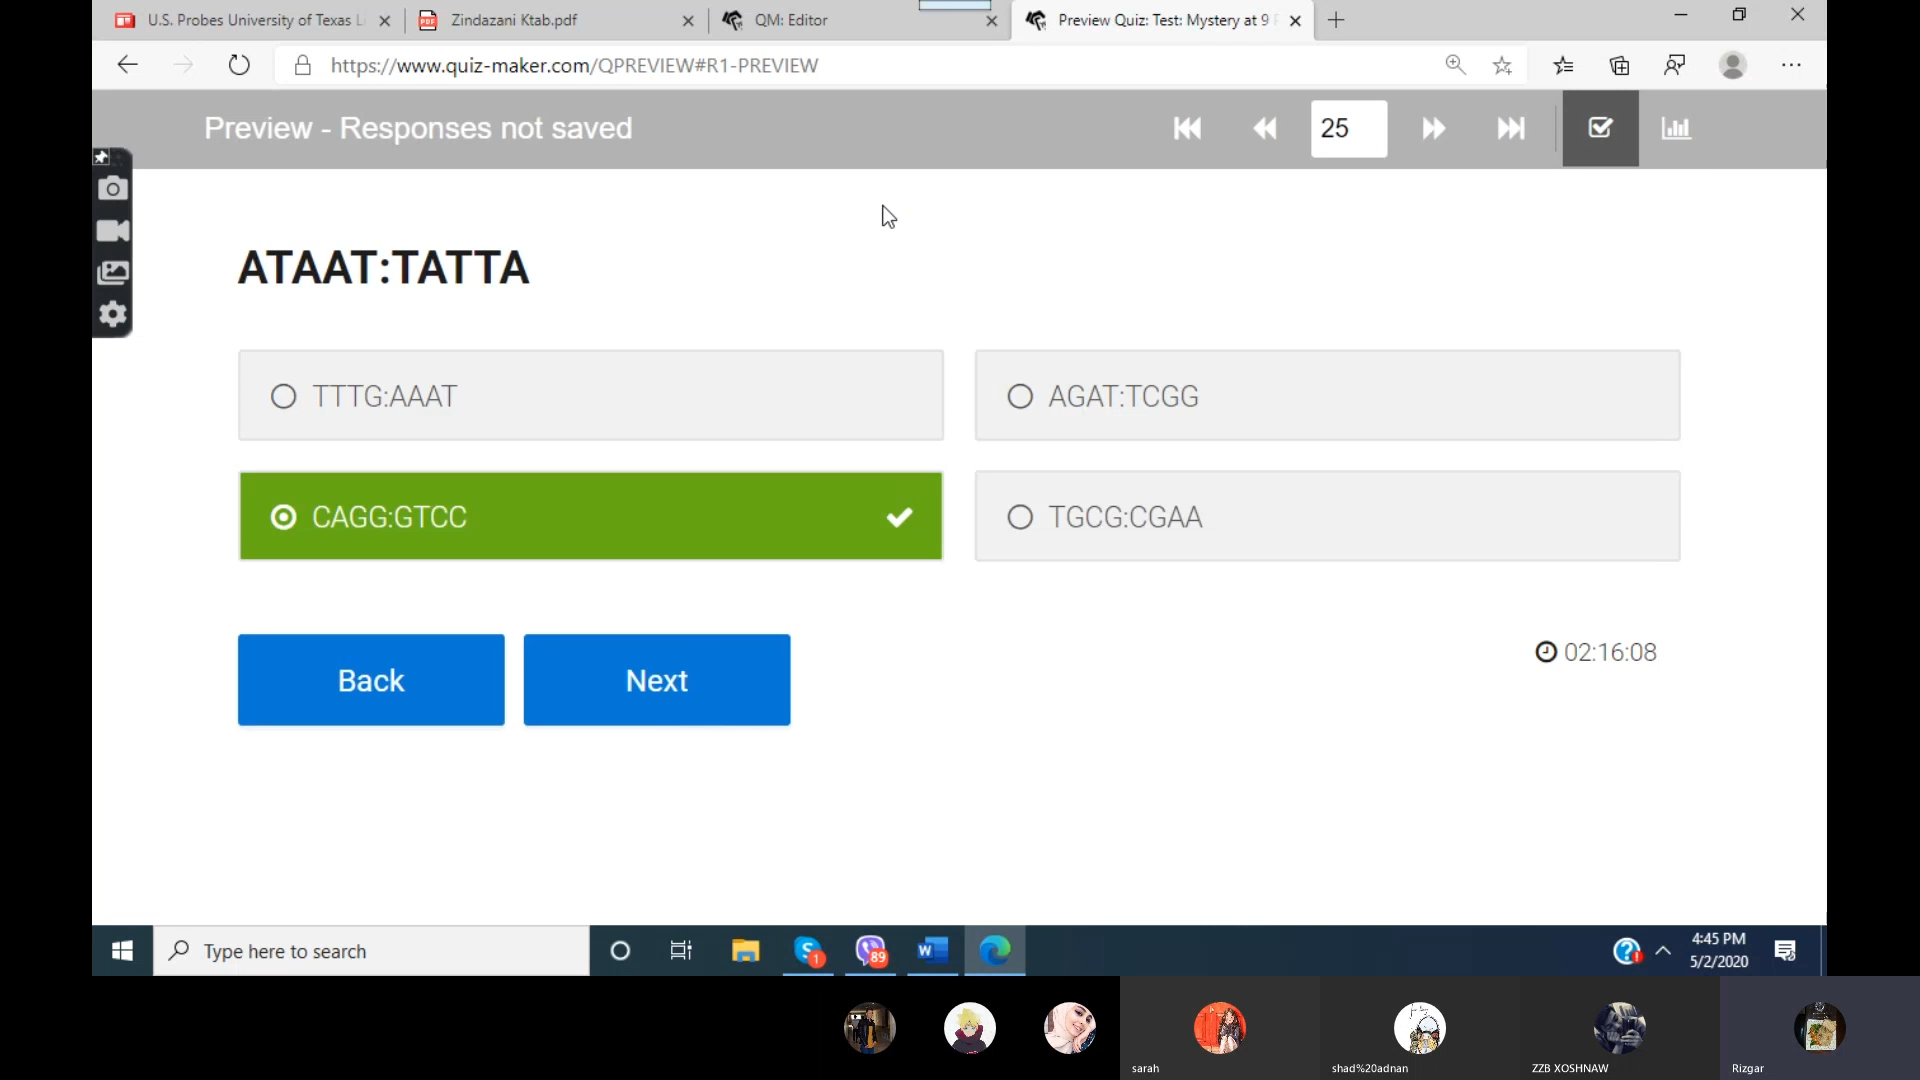 U.S. Probes University of Texas Li
Zindazani Ktab.pdf
QM: Editor
Preview Quiz: Test: Mystery at 9
https://www.quiz-maker.com/QPREVIEW#R1-PREVIEW
Preview - Responses not saved
25
ATAAT:TATTA
TTTG:AAAT
AGAT:TCGG
CAGG:GTCC
TGCG:CGAA
Back
Next
02:16:08
Type here to search
1
89
4:45 PM
5/2/2020
sarah
shad%20adnan
ZZB XOSHNAW
Rizgar